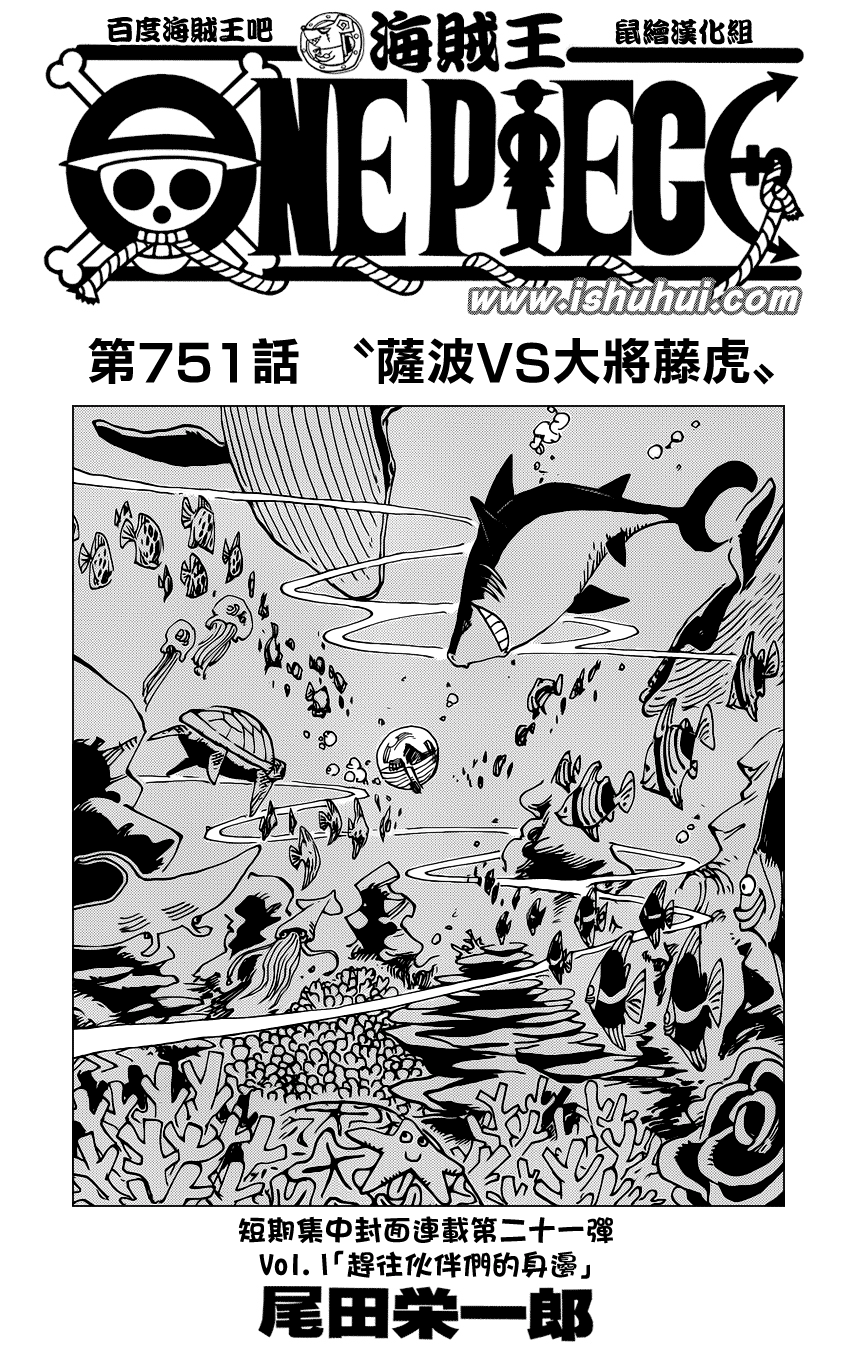 百度海賊王吧
海賊王
鼠繪漢化組
ONE PIECE
www.ishuhui.com
第751話 〝薩波VS大將藤虎〟
短期集中封面連載第二十一彈
Vol.1「趕往伙伴們的身邊」
尾田栄一郎